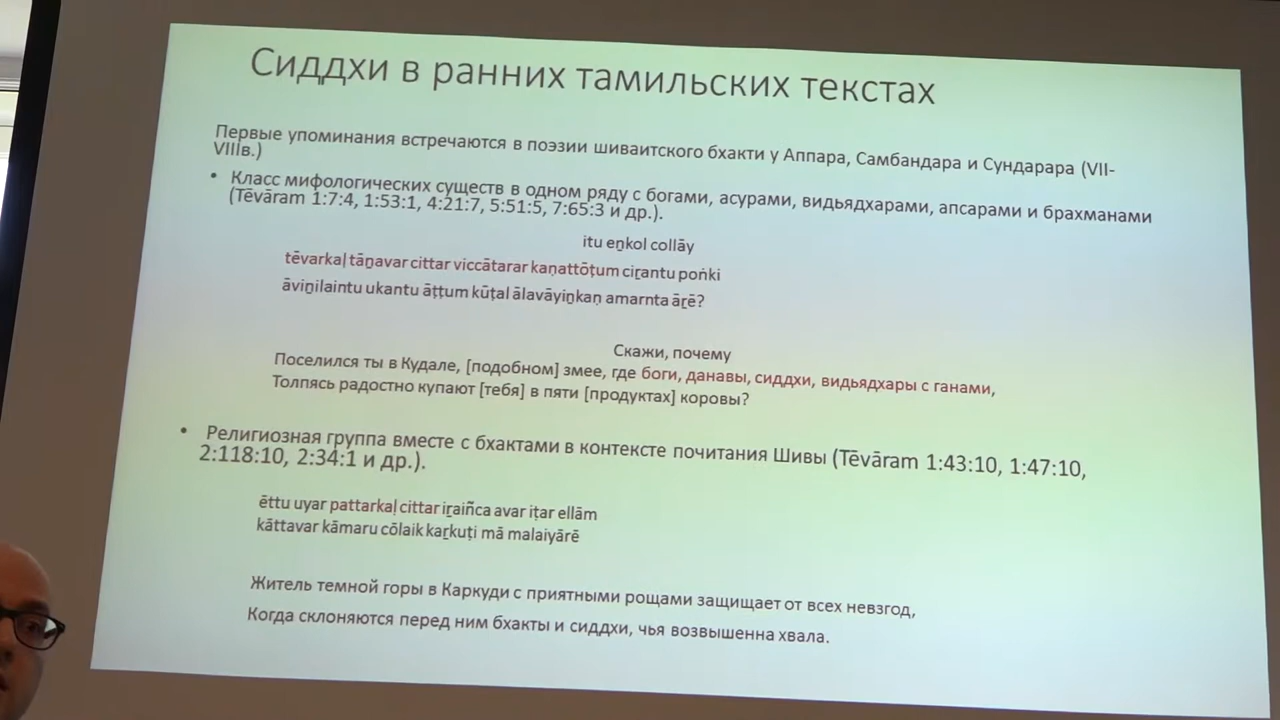 Сиддхи в ранних тамильских текстах
Первые упоминания встречаются в поэзии шиваитского бхакти у Аппара, Самбандара и Сундарара (VII-
VIIIв.)
• Класс мифологических существ в одном ряду с богами, асурами, видьядхарами, апсарами и брахманами
(Tēvāram 1:7:4, 1:53:1, 4:21:7, 5:51:5, 7:65:3 и др.).
itu eṉkol collāy
tēvarkaḷ tāṉavar cittar viccātarar kaṇattōṭum ciṟantu poṅki
āviṉilaintu ukantu āṭṭum kūṭal ālavāyiṉkaṇ amarnta āṟē?
Скажи, почему
Поселился ты в Кудале, [подобном] змее, где боги, данавы, сиддхи, видьядхары с ганами,
Толпясь радостно купают [тебя] в пяти [продуктах] коровы?
• Религиозная группа вместе с бхактами в контексте почитания Шивы (Tēvāram 1:43:10, 1:47:10,
2:118:10, 2:34:1 и др.).
ēttu uyar pattarkaḷ cittar iṟaiñca avar iṭar ellām
kāttavar kāmaru cōlaik kaṟkuṭi mā malaiyārē
Житель темной горы в Каркуди с приятными рощами защищает от всех невзгод,
Когда склоняются перед ним бхакты и сиддхи, чья возвышенна хвала.